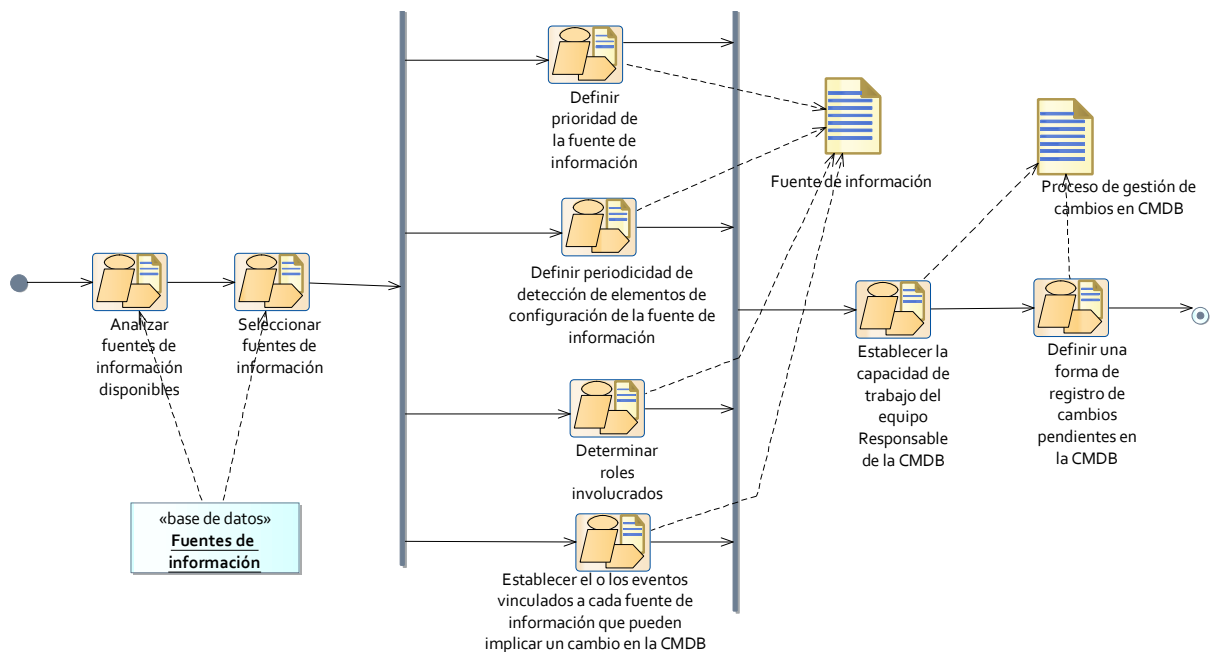 Definir
prioridad de
la fuente de
información
Fuente de información
Proceso de gestión de
cambios en CMDB
Definir periodicidad de
detección de elementos de
configuración de la fuente de
información
Analizar
fuentes de
información
disponibles
Seleccionar
fuentes de
información
Establecer la
capacidad de
trabajo del
equipo
Responsable
de la CMDB
Definir una
forma de
registro de
cambios
pendientes en
la CMDB
Determinar
roles
involucrados
«base de datos»
Fuentes de
información
Establecer el o los eventos
vinculados a cada fuente de
información que pueden
implicar un cambio en la CMDB